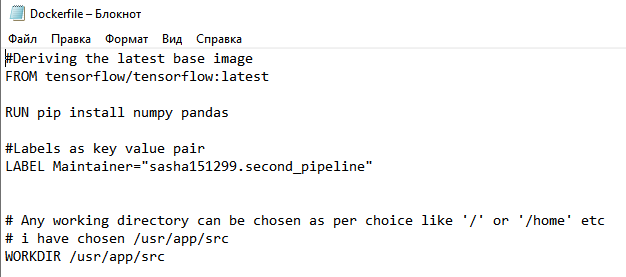 Dockerfile – Блокнот
Файл Правка Формат Вид Справка
#Deriving the latest base image
FROM tensorflow/tensorflow:latest
RUN pip install numpy pandas
#Labels as key value pair
LABEL Maintainer="sasha151299.second_pipeline"
# Any working directory can be chosen as per choice like '/' or '/home' etc
# i have chosen /usr/app/src
WORKDIR /usr/app/src